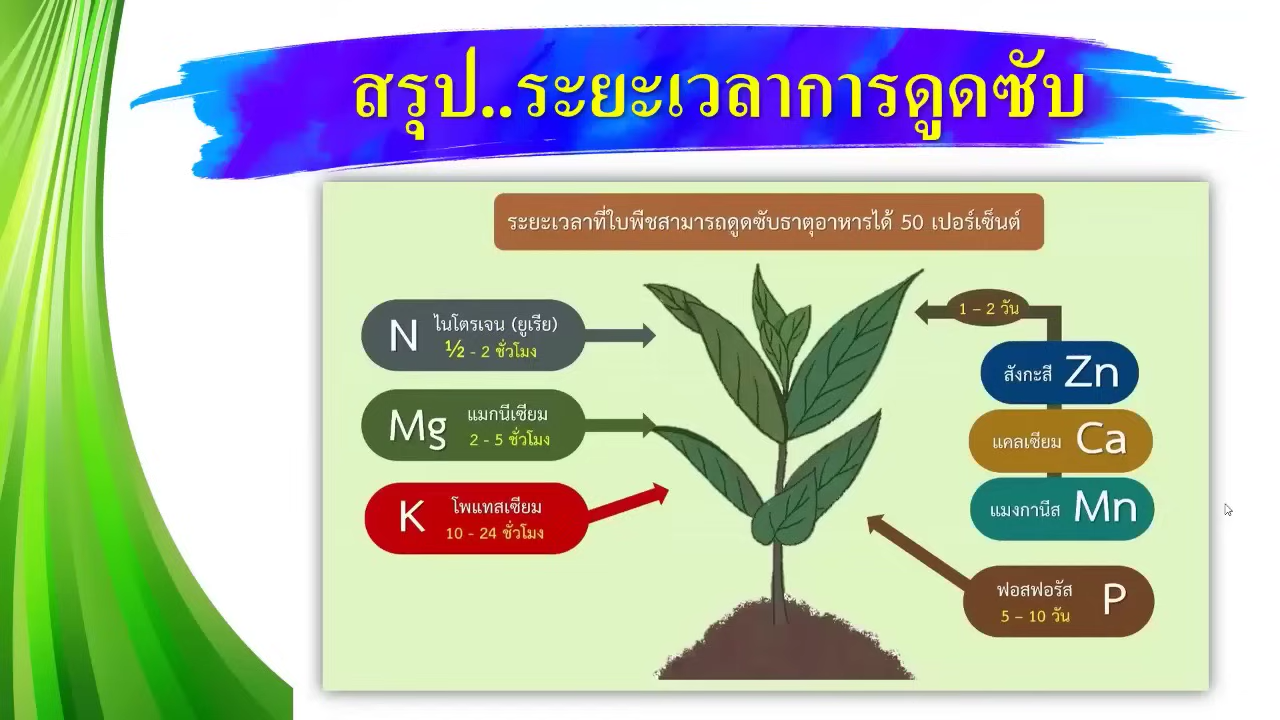 สรุป..ระยะเวลาการดูดซับ
ระยะเวลาที่ใบพืชสามารถดูดซับธาตุอาหารได้ 50 เปอร์เซ็นต์
N ไนโตรเจน (ยูเรีย)
½ - 2 ชั่วโมง
Mg แมกนีเซียม
2 - 5 ชั่วโมง
K โพแทสเซียม
10 - 24 ชั่วโมง
1 – 2 วัน
สังกะสี Zn
แคลเซียม Ca
แมงกานีส Mn
ฟอสฟอรัส P
5 – 10 วัน